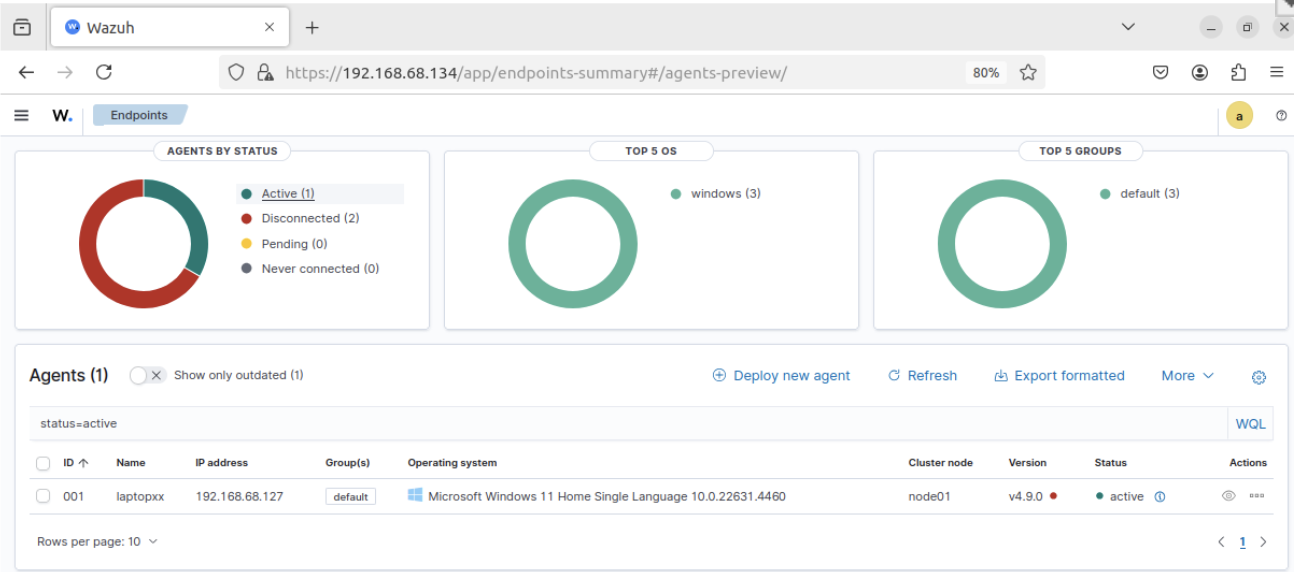 Wazuh
https://192.168.68.134/app/endpoints-summary#/agents-preview/ 80%
W. Endpoints a
AGENTS BY STATUS
Active (1)
Disconnected (2)
Pending (0)
Never connected (0)
TOP 5 OS
windows (3)
TOP 5 GROUPS
default (3)
Agents (1) Show only outdated (1) Deploy new agent Refresh Export formatted More
status=active WQL
ID Name IP address Group(s) Operating system Cluster node Version Status Actions
001 laptopxx 192.168.68.127 default Microsoft Windows 11 Home Single Language 10.0.22631.4460 node01 v4.9.0 active
Rows per page: 10 < 1 >